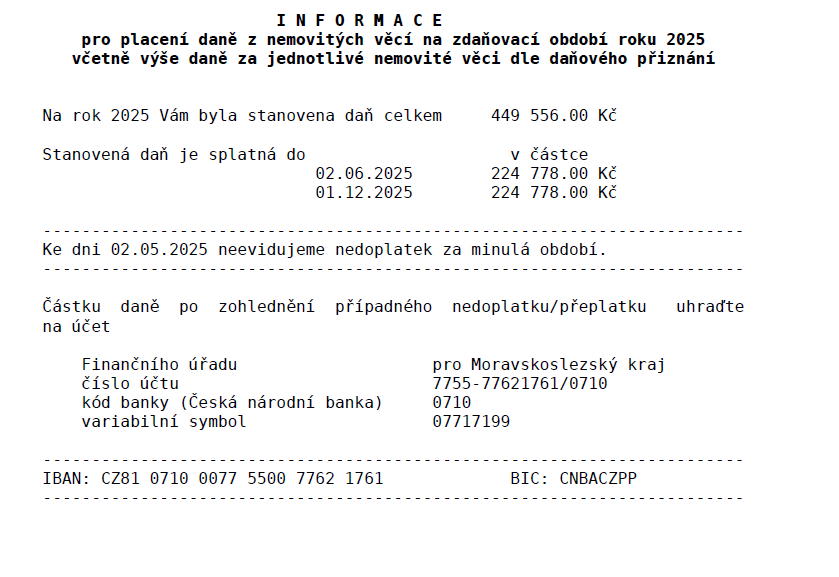 I N F O R M A C E
pro placení daně z nemovitých věcí na zdaňovací období roku 2025
včetně výše daně za jednotlivé nemovité věci dle daňového přiznání
Na rok 2025 Vám byla stanovena daň celkem 449 556.00 Kč
Stanovená daň je splatná do v částce
02.06.2025 224 778.00 Kč
01.12.2025 224 778.00 Kč
------------------------------------------------------------------------
Ke dni 02.05.2025 neevidujeme nedoplatek za minulá období.
------------------------------------------------------------------------
Částku daně po zohlednění případného nedoplatku/přeplatku uhraďte
na účet
Finančního úřadu pro Moravskoslezský kraj
číslo účtu 7755-77621761/0710
kód banky (Česká národní banka) 0710
variabilní symbol 07717199
------------------------------------------------------------------------
IBAN: CZ81 0710 0077 5500 7762 1761 BIC: CNBACZPP
------------------------------------------------------------------------